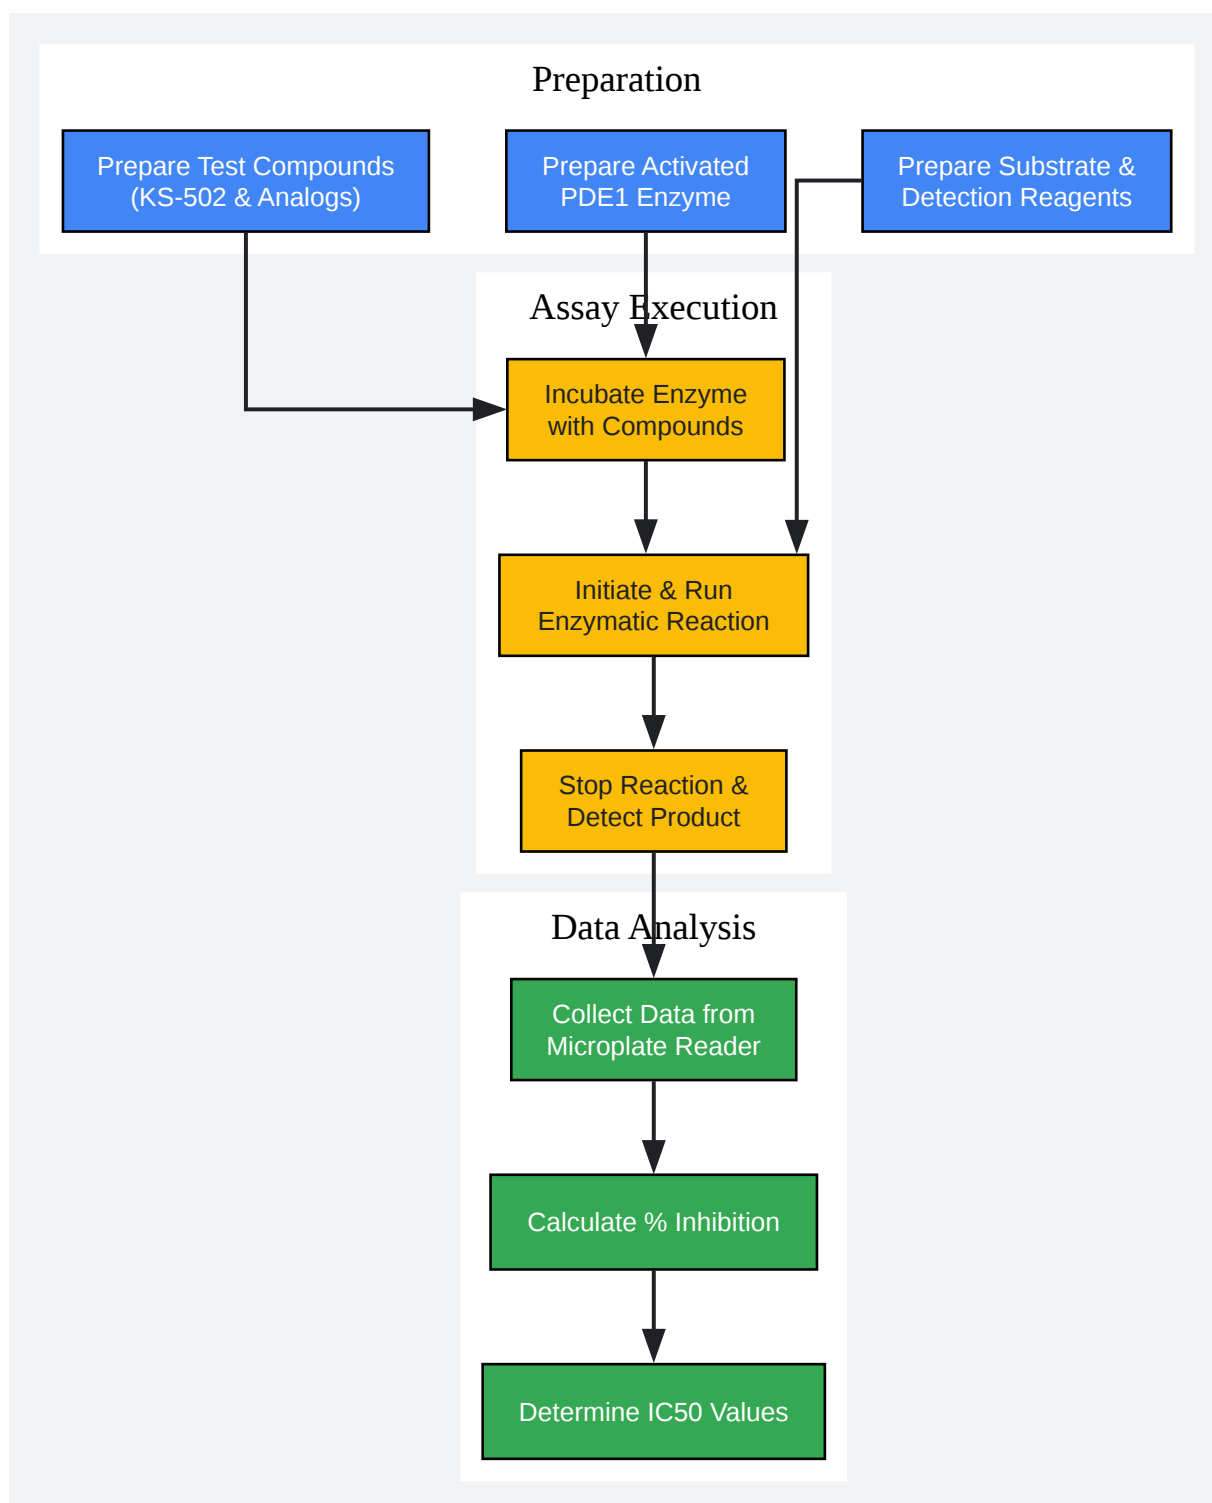 Preparation
Prepare Test Compounds
(KS-502 & Analogs)
Prepare Activated
PDE1 Enzyme
Prepare Substrate &
Detection Reagents
Assay Execution
Incubate Enzyme
with Compounds
Initiate & Run
Enzymatic Reaction
Stop Reaction &
Detect Product
Data Analysis
Collect Data from
Microplate Reader
Calculate % Inhibition
Determine IC50 Values